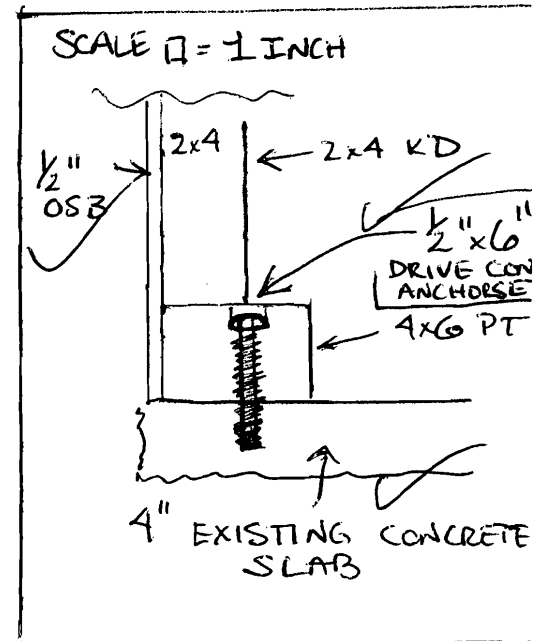 SCALE □ = 1 INCH
2x4
2x4 KD
1/2"
OSB
1/2"x6"
DRIVE CON
ANCHORS
4x6 PT
4" EXISTING CONCRETE
SLAB